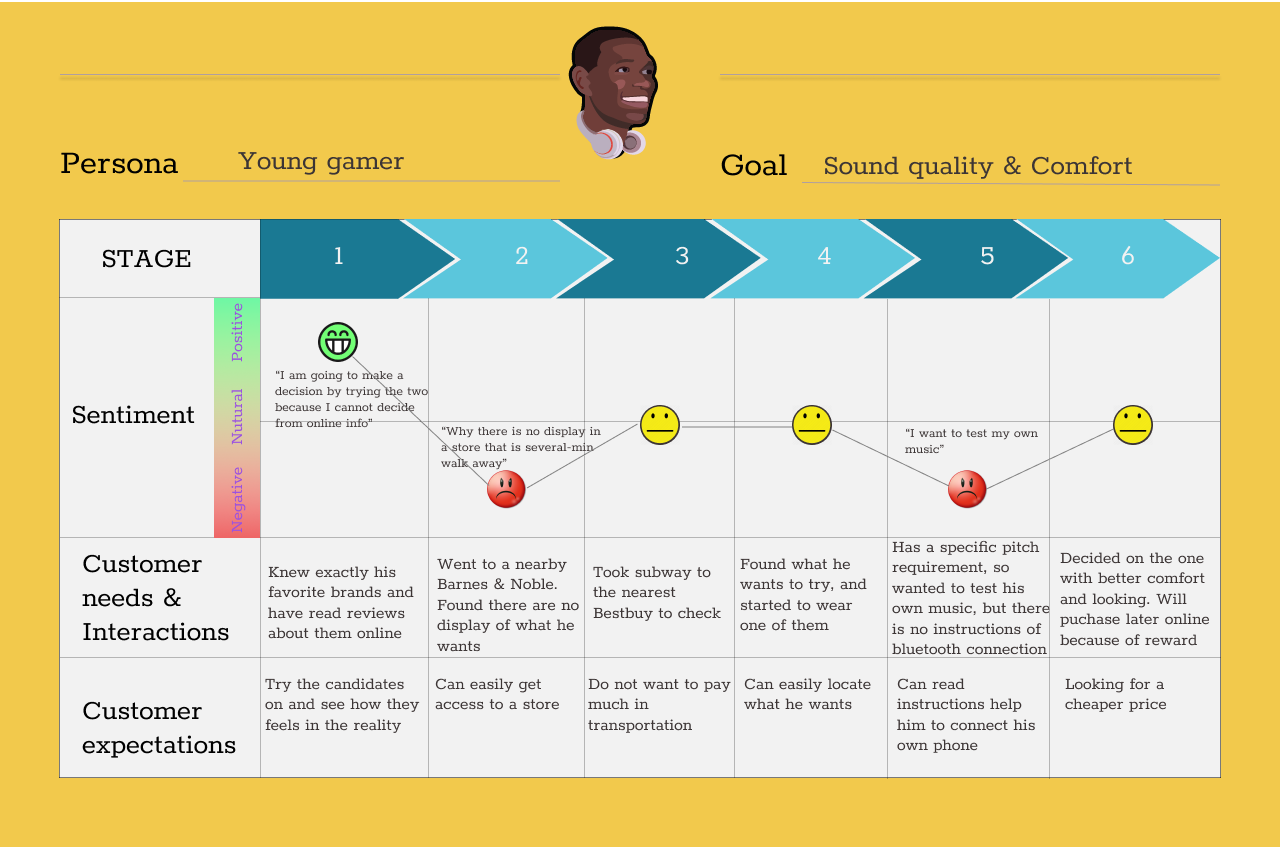 Persona Young gamer
Goal Sound quality & Comfort
STAGE
1
2
3
4
5
6
Sentiment
Positive
Nutural
Negative
"I am going to make a
decision by trying the two
because I cannot decide
from online info"
"Why there is no display in
a store that is several-min
walk away"
"I want to test my own
music"
Customer
needs &
Interactions
Knew exactly his
favorite brands and
have read reviews
about them online
Went to a nearby
Barnes & Noble.
Found there are no
display of what he
wants
Took subway to
the nearest
Bestbuy to check
Found what he
wants to try, and
started to wear
one of them
Has a specific pitch
requirement, so
wanted to test his
own music, but there
is no instructions of
bluetooth connection
Decided on the one
with better comfort
and looking. Will
puchase later online
because of reward
Customer
expectations
Try the candidates
on and see how they
feels in the reality
Can easily get
access to a store
Do not want to pay
much in
transportation
Can easily locate
what he wants
Can read
instructions help
him to connect his
own phone
Looking for a
cheaper price